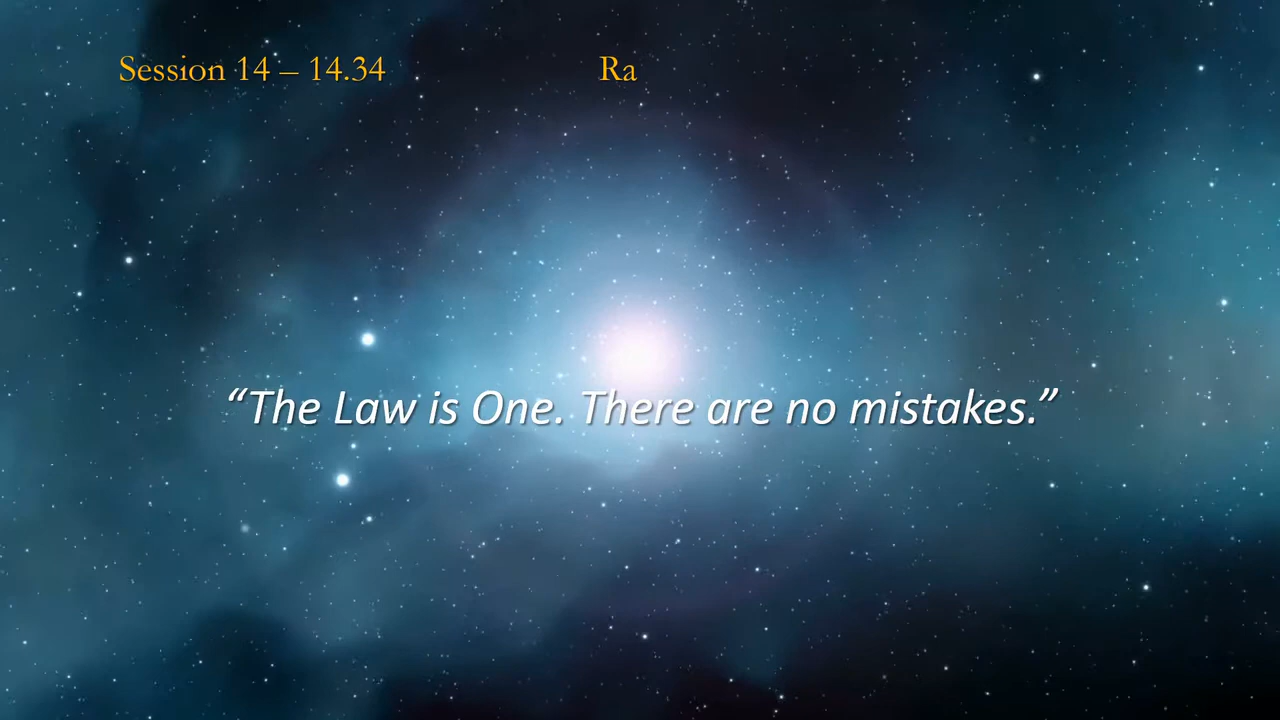 Session 14 – 14.34 Ra
“The Law is One. There are no mistakes.”